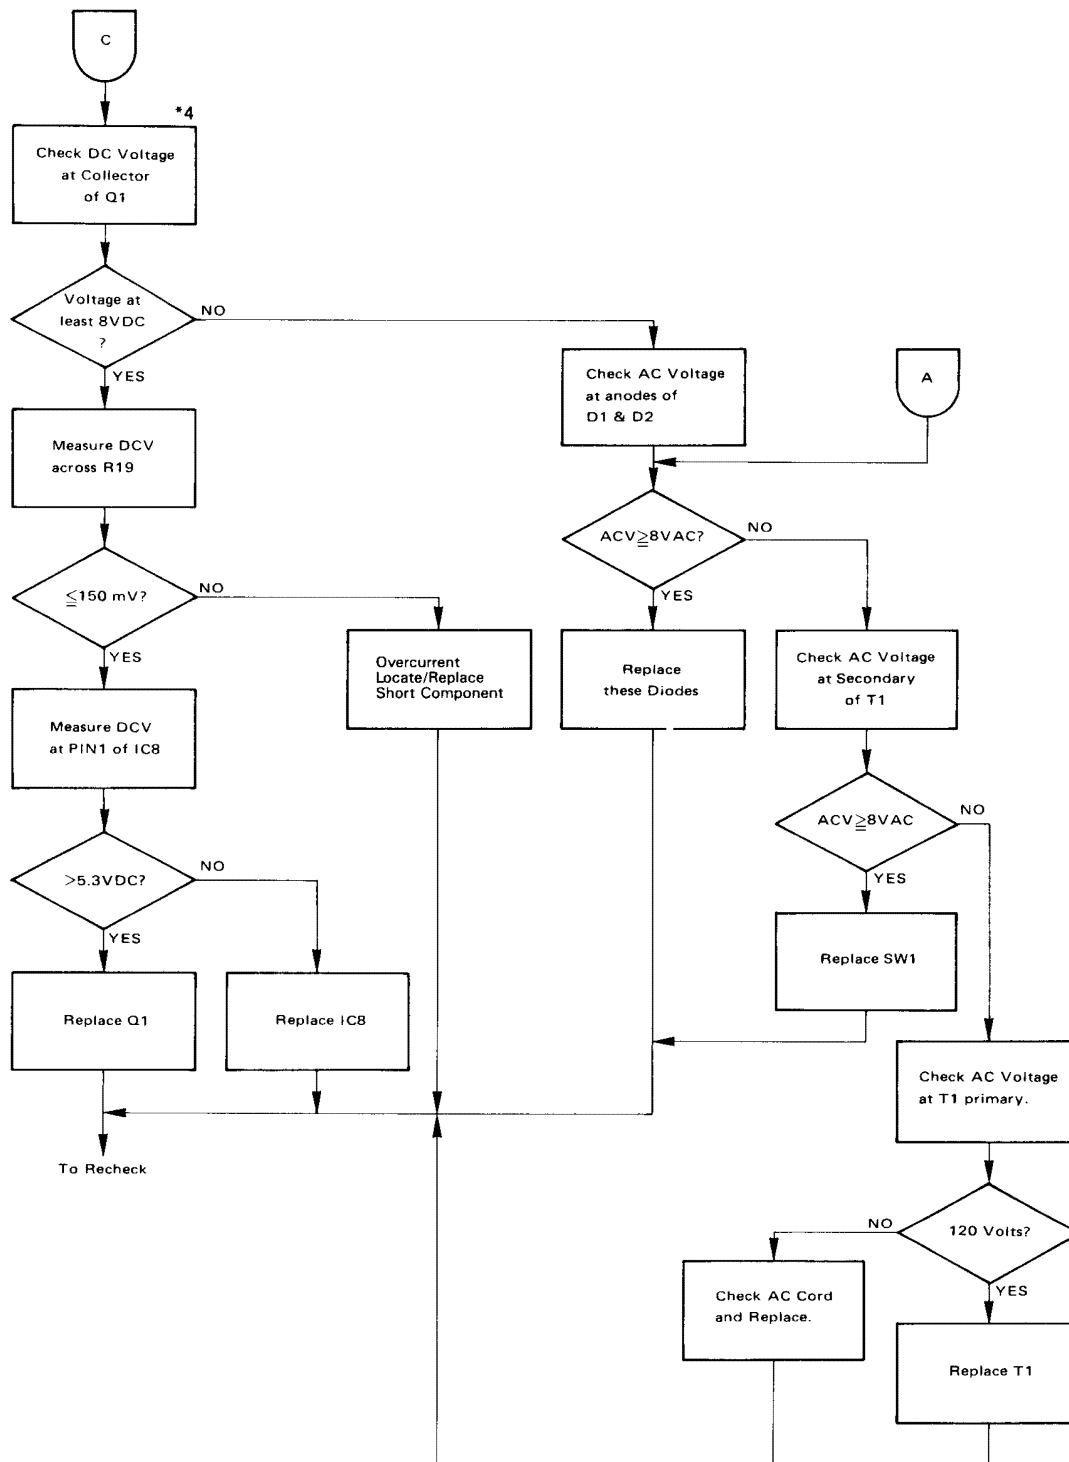 C
*4
Check DC Voltage
at Collector
of Q1
Voltage at
least 8VDC
?
NO
YES
Check AC Voltage
at anodes of
D1 & D2
A
Measure DCV
across R19
ACV≧8VAC?
NO
YES
≦150 mV?
NO
YES
Overcurrent
Locate/Replace
Short Component
Replace
these Diodes
Check AC Voltage
at Secondary
of T1
Measure DCV
at PIN1 of IC8
ACV≧8VAC
NO
YES
>5.3VDC?
NO
YES
Replace SW1
Replace Q1
Replace IC8
Check AC Voltage
at T1 primary.
To Recheck
120 Volts?
NO
YES
Check AC Cord
and Replace.
Replace T1